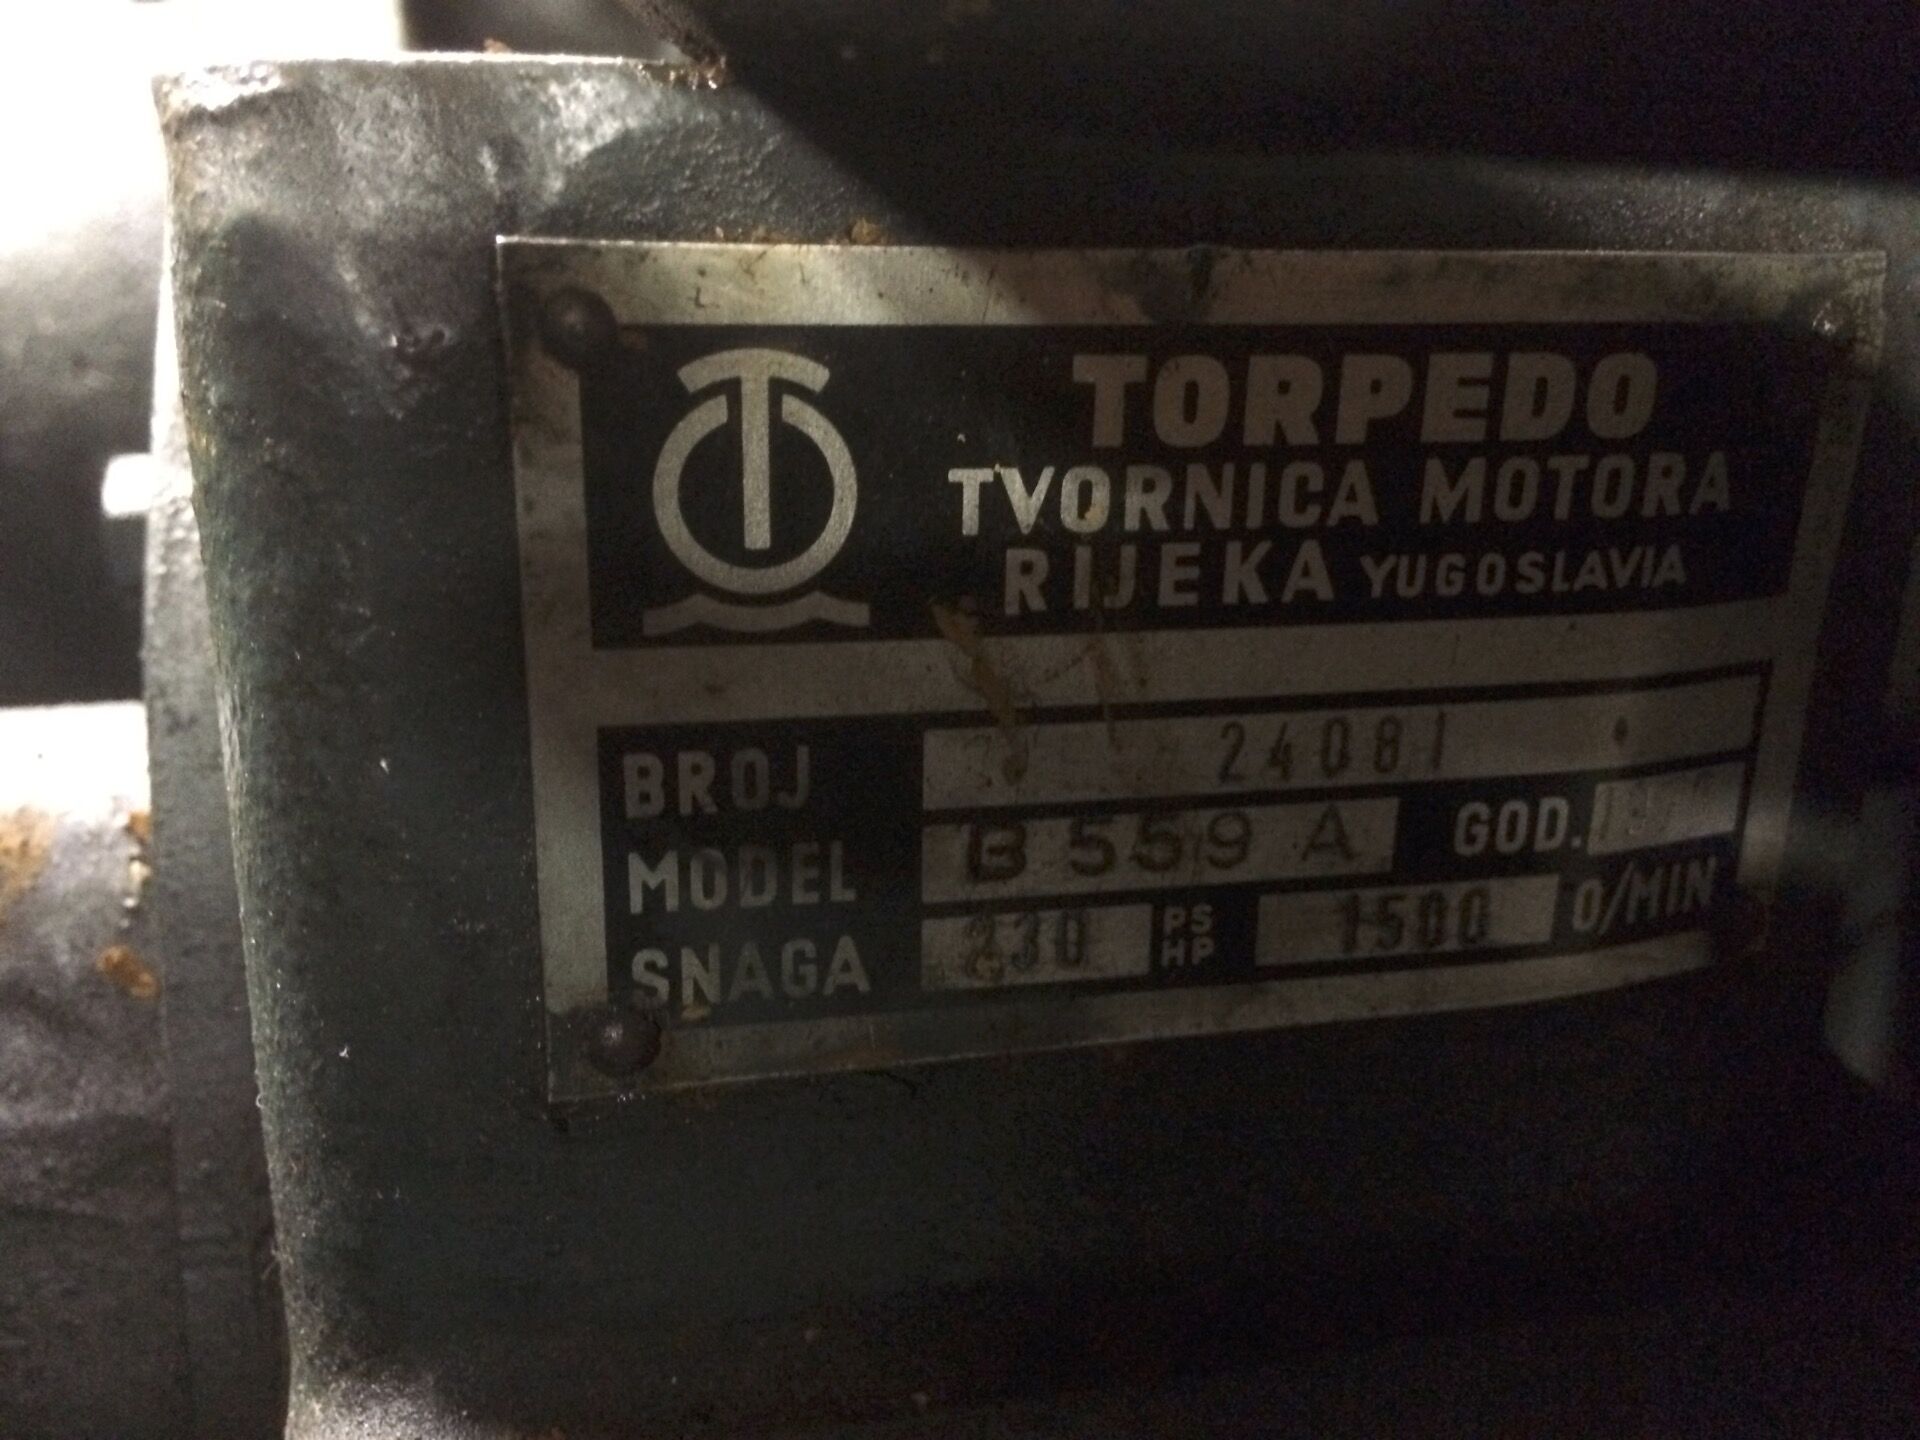 TORPEDO
TVORNICA MOTORA
RIJEKA YUGOSLAVIA
BROJ 24081
MODEL B 559 A GOD.
SNAGA 230 PS HP 1500 O/MIN